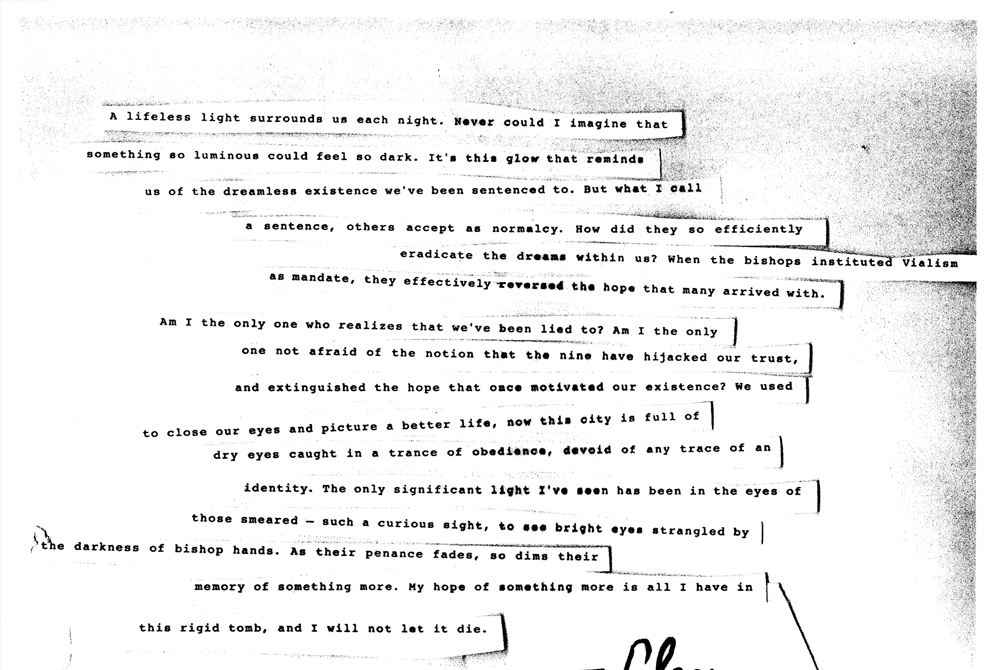 A lifeless light surrounds us each night. Never could I imagine that
something so luminous could feel so dark. It's this glow that reminds
us of the dreamless existence we've been sentenced to. But what I call
a sentence, others accept as normalcy. How did they so efficiently
eradicate the dreams within us? When the bishops instituted Vialism
as mandate, they effectively reversed the hope that many arrived with.
Am I the only one who realizes that we've been lied to? Am I the only
one not afraid of the notion that the nine have hijacked our trust,
and extinguished the hope that once motivated our existence? We used
to close our eyes and picture a better life, now this city is full of
dry eyes caught in a trance of obedience, devoid of any trace of an
identity. The only significant light I've seen has been in the eyes of
those smeared — such a curious sight, to see bright eyes strangled by
the darkness of bishop hands. As their penance fades, so dims their
memory of something more. My hope of something more is all I have in
this rigid tomb, and I will not let it die.